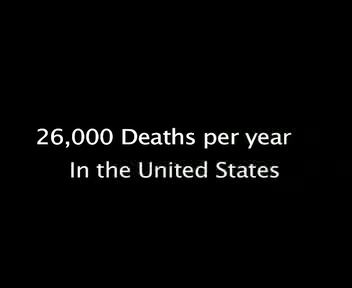 26,000 Deaths per year
In the United States